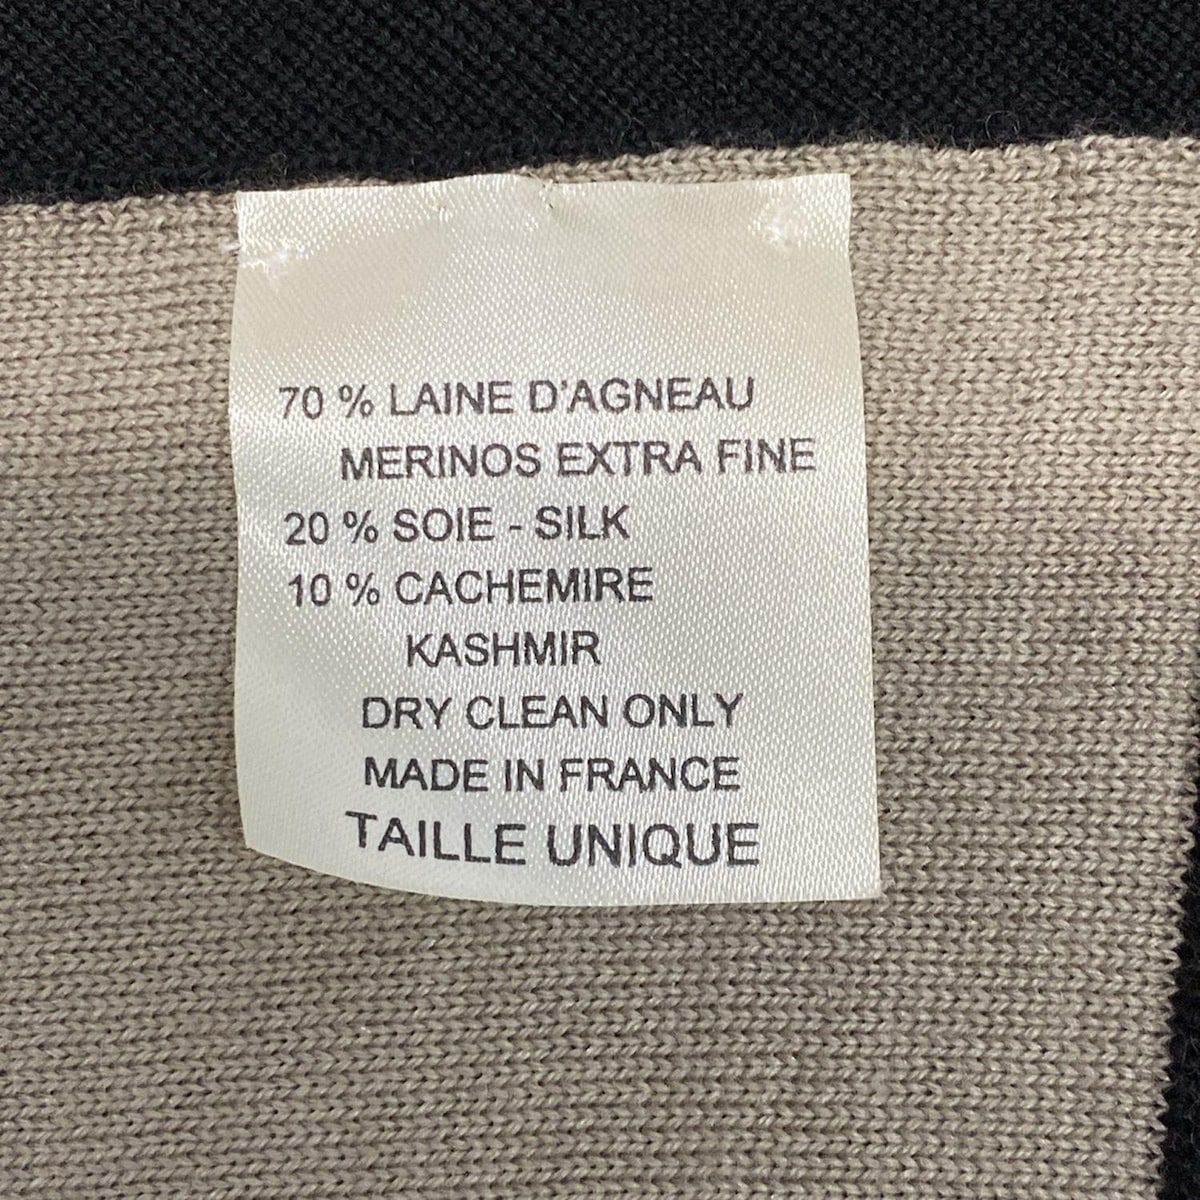 70 % LAINE D'AGNEAU
MERINOS EXTRA FINE
20 % SOIE - SILK
10 % CACHEMIRE
KASHMIR
DRY CLEAN ONLY
MADE IN FRANCE
TAILLE UNIQUE